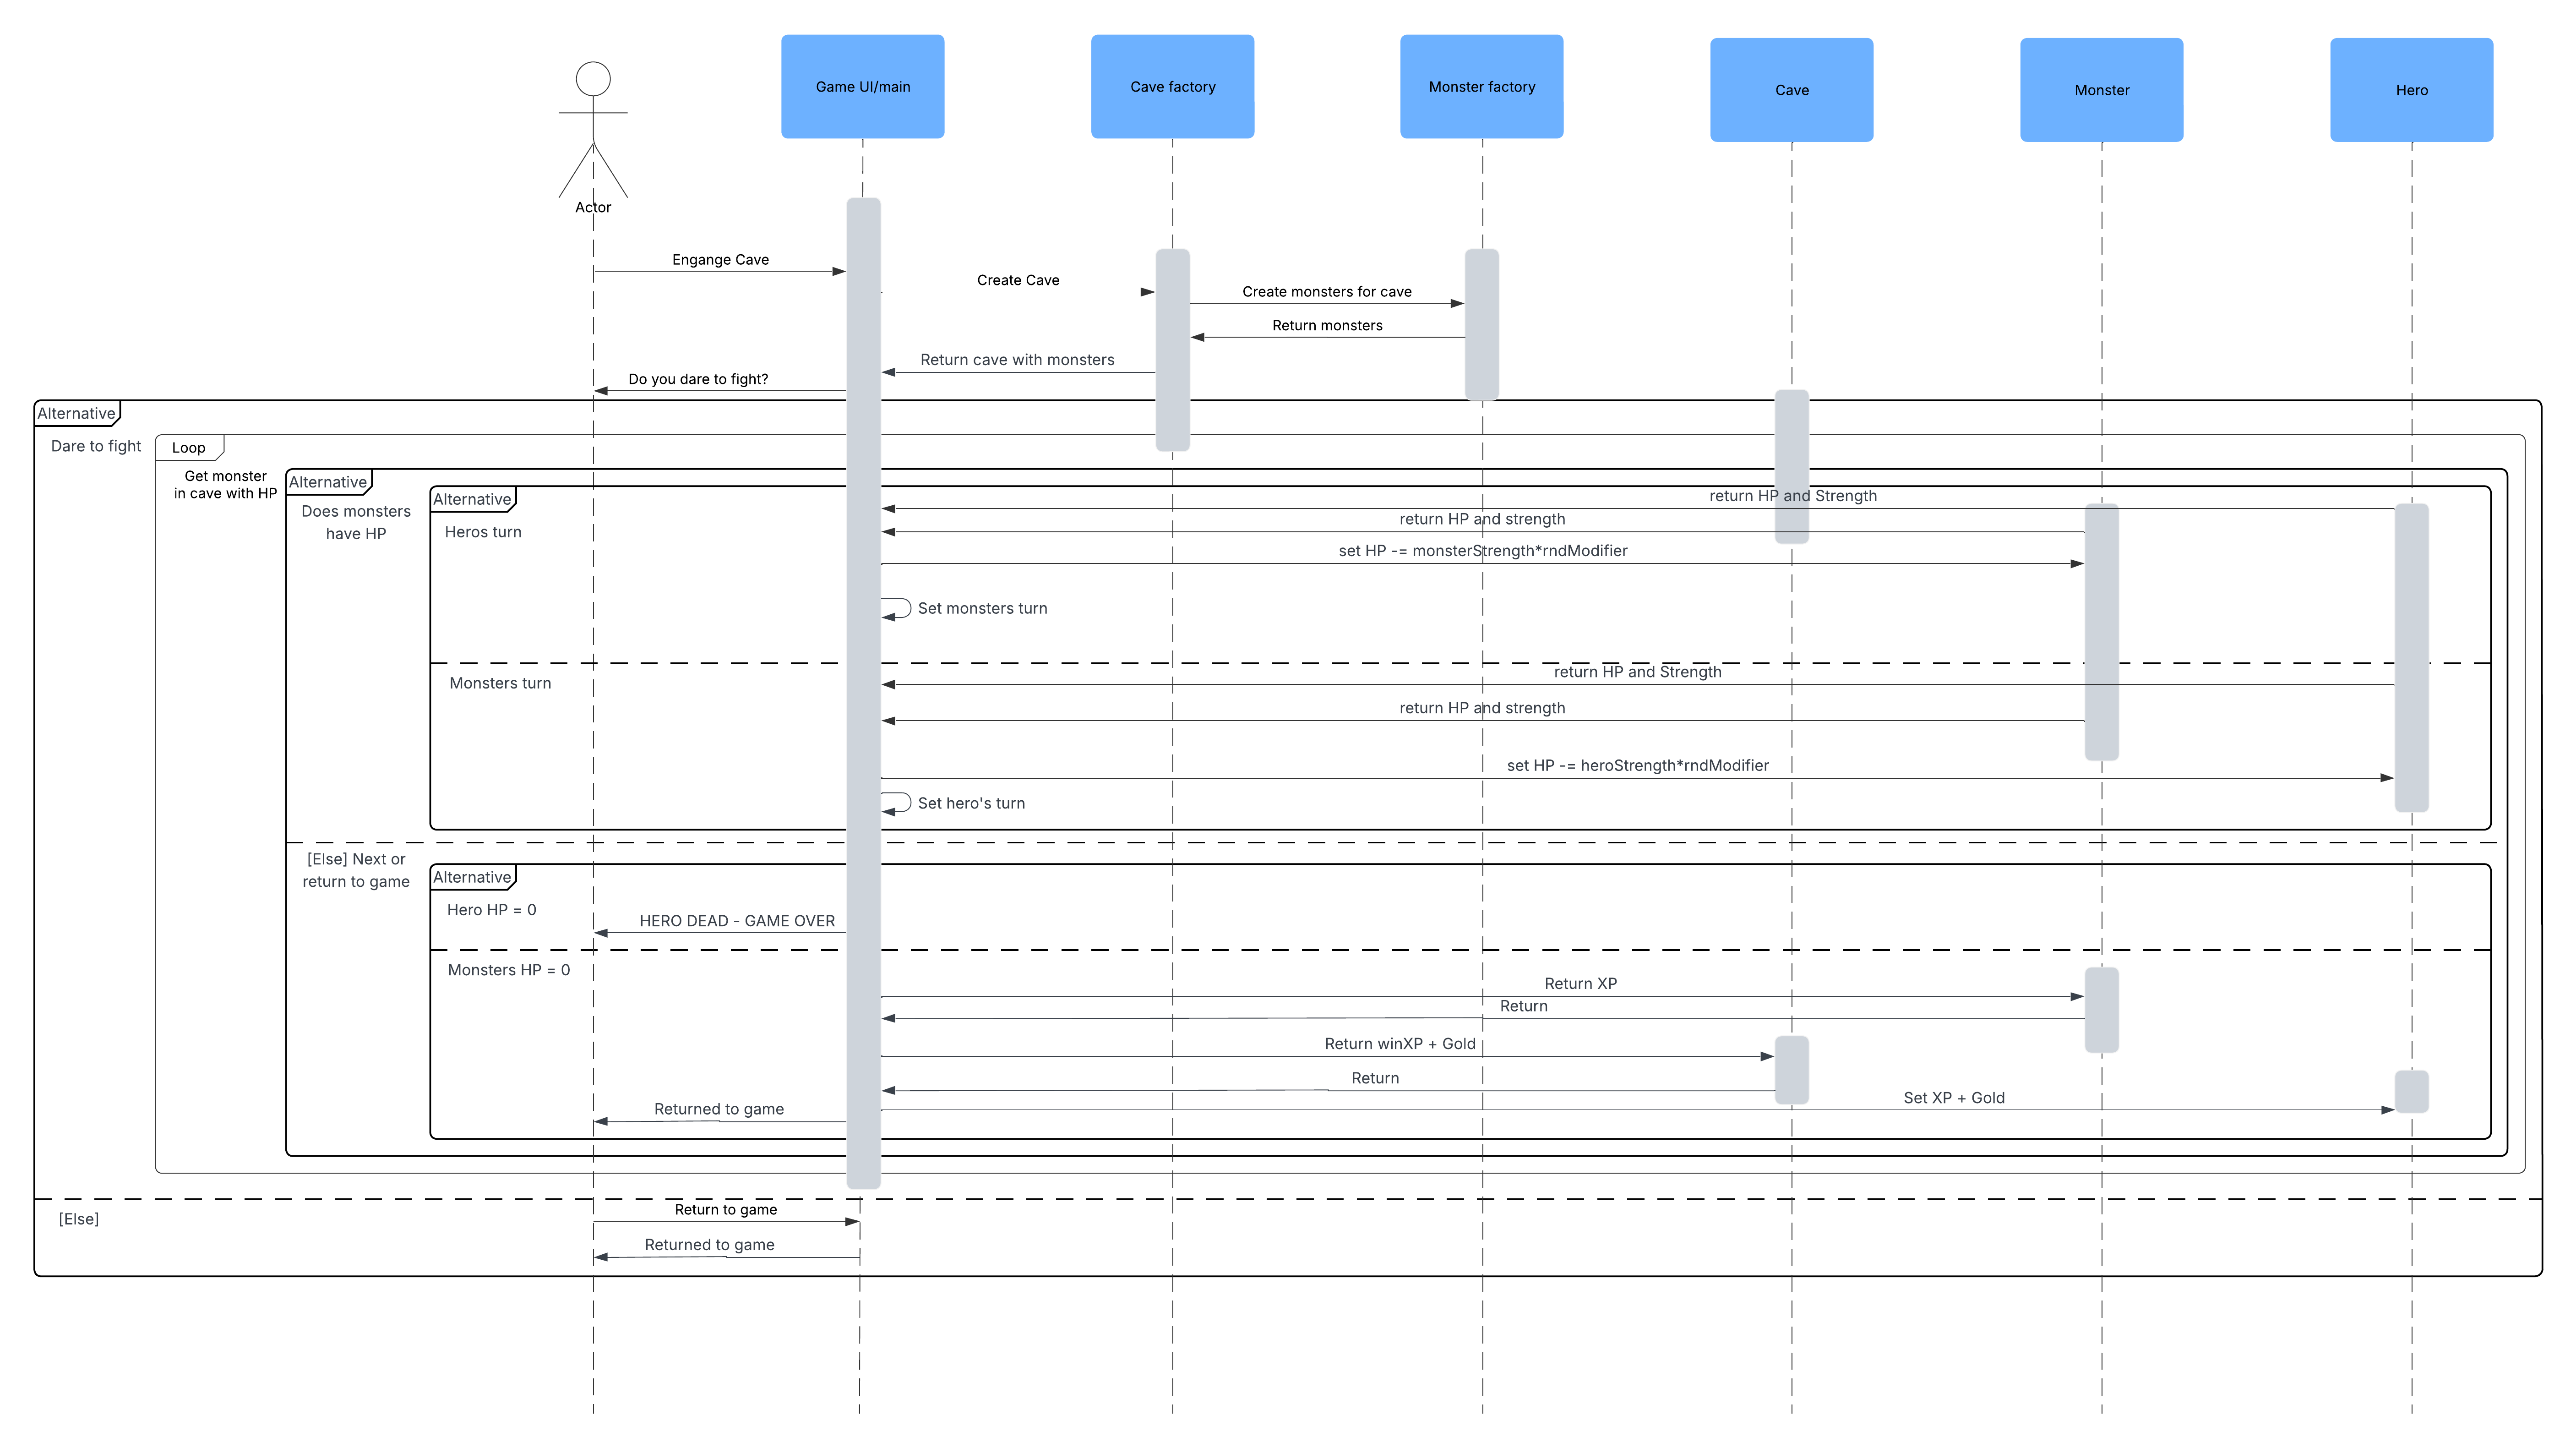 Game UI/main
Cave factory
Monster factory
Cave
Monster
Hero
Actor
Engange Cave
Create Cave
Create monsters for cave
Return monsters
Return cave with monsters
Do you dare to fight?
Alternative
Dare to fight
Loop
Get monster
in cave with HP
Alternative
Does monsters
have HP
Alternative
Heros turn
return HP and Strength
return HP and strength
set HP -= monsterStrength*rndModifier
Set monsters turn
Monsters turn
return HP and Strength
return HP and strength
set HP -= heroStrength*rndModifier
Set hero's turn
[Else] Next or
return to game
Alternative
Hero HP = 0
HERO DEAD - GAME OVER
Monsters HP = 0
Return XP
Return
Return winXP + Gold
Return
Set XP + Gold
Returned to game
[Else]
Return to game
Returned to game